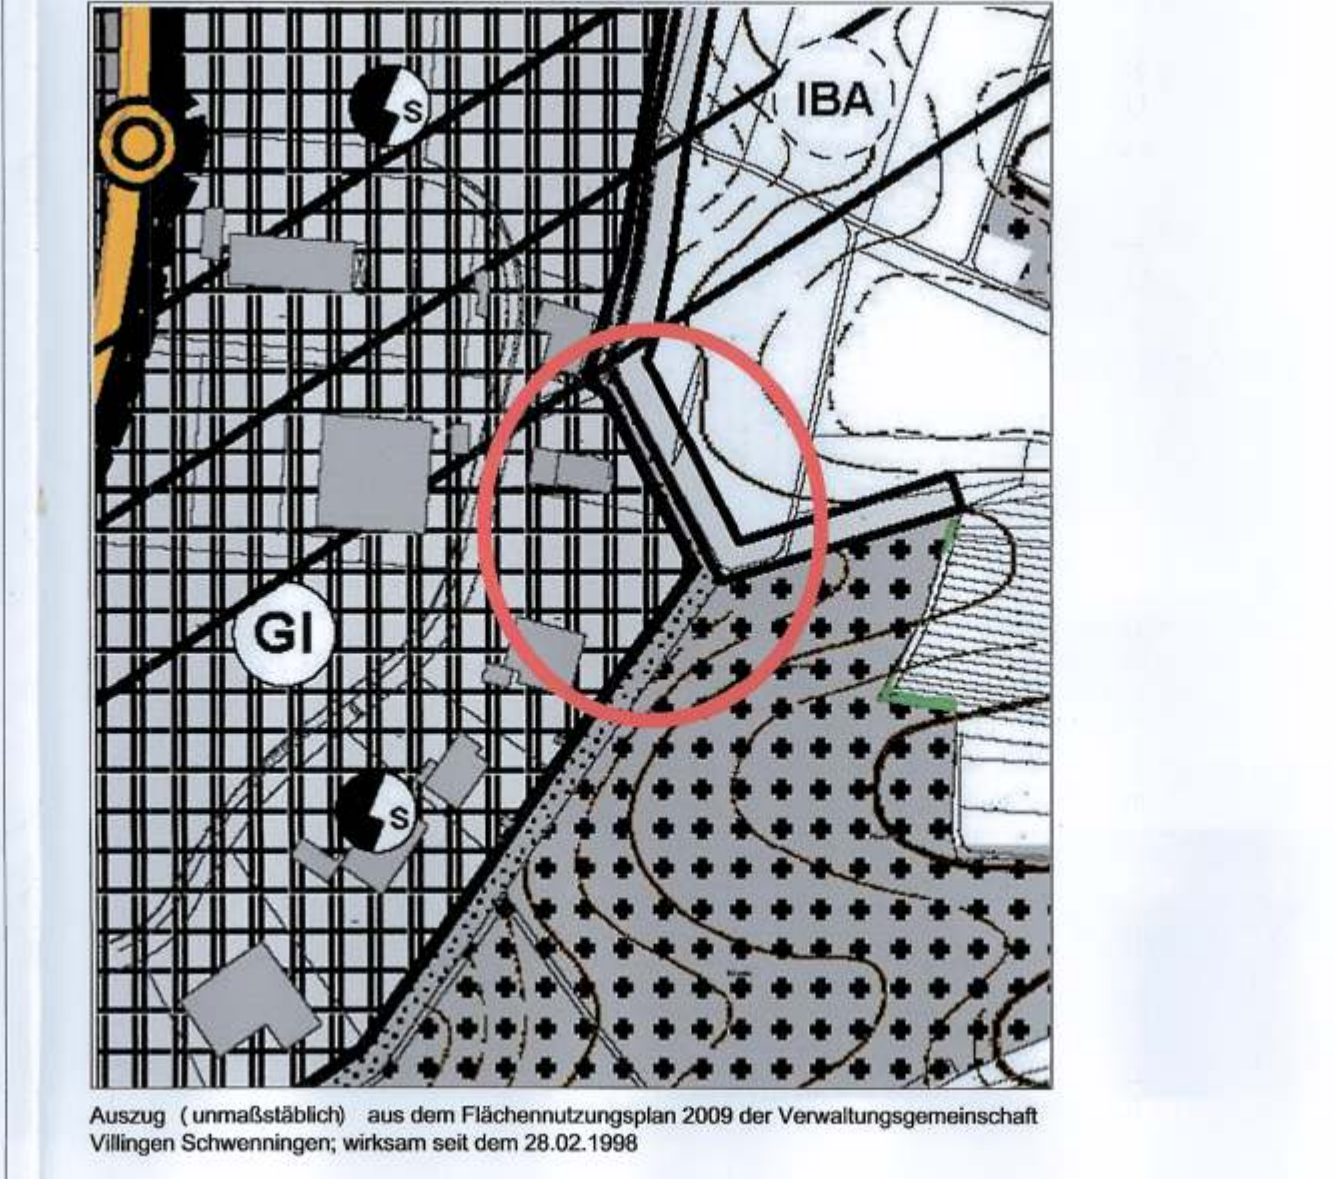 S
IBA
GI
S
Auszug ( unmaßstäblich) aus dem Flächennutzungsplan 2009 der Verwaltungsgemeinschaft
Villingen Schwenningen; wirksam seit dem 28.02.1998